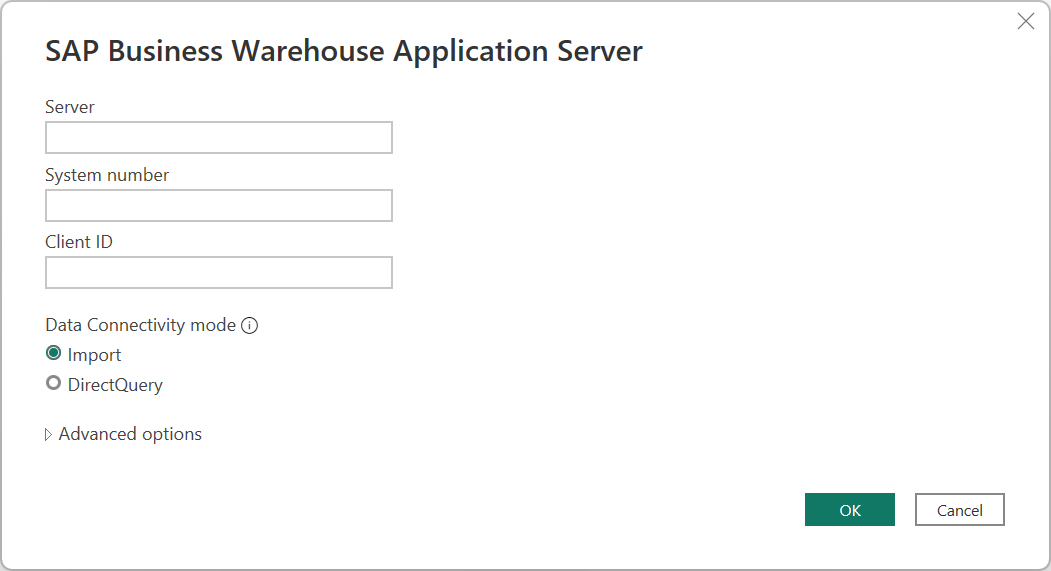 SAP Business Warehouse Application Server
Server
System number
Client ID
Data Connectivity mode
Import
DirectQuery
Advanced options
OK
Cancel